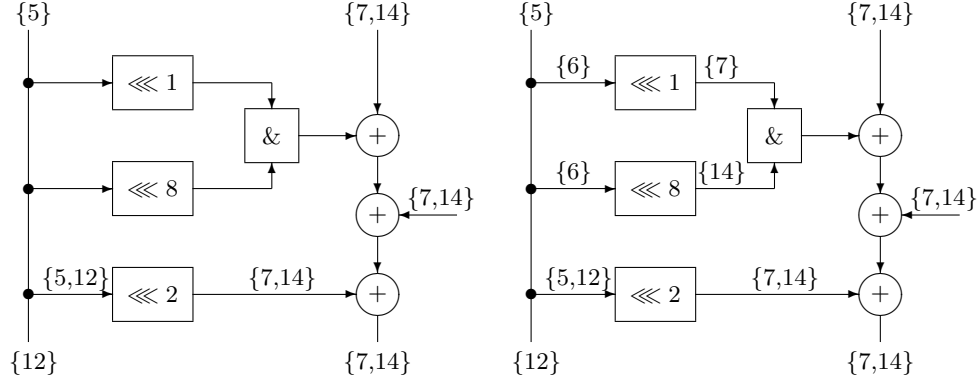 {5} {7,14} {5} {7,14}
⋘ 1 {6} ⋘ 1 {7}
& + & +
⋘ 8 {6} ⋘ 8 {14}
+ {7,14} + {7,14}
{5,12} ⋘ 2 {7,14} + {5,12} ⋘ 2 {7,14} +
{12} {7,14} {12} {7,14}